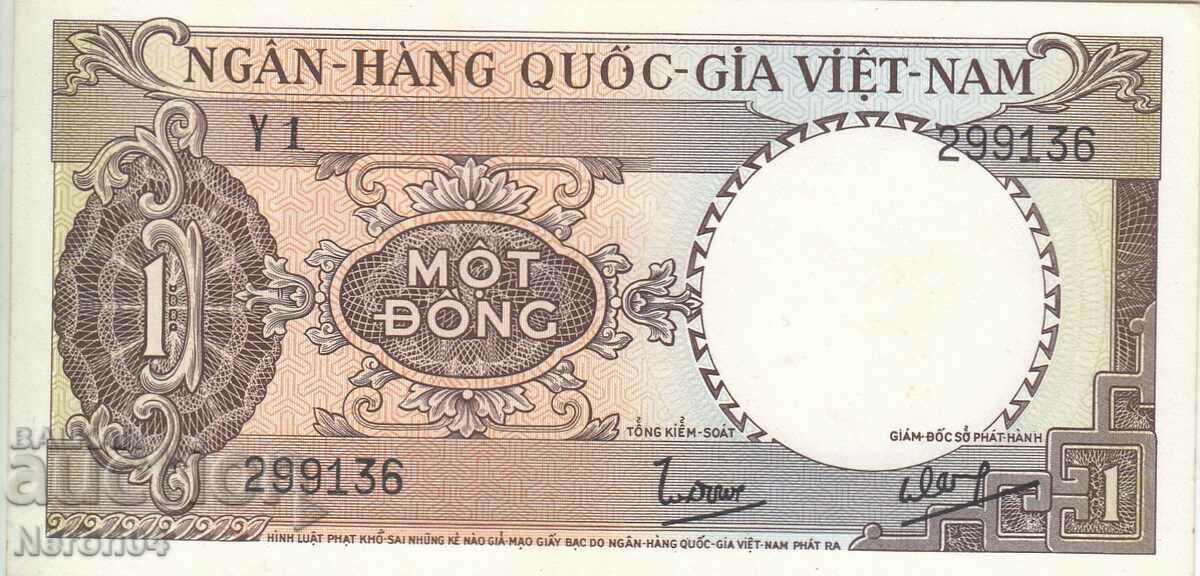 NGÂN-HÀNG QUỐC-GIA VIỆT-NAM
Y 1
299136
1
MỘT
ĐỒNG
TỔNG KIỂM-SOÁT
GIÁM-ĐỐC SỞ PHÁT-HÀNH
299136
1
HÌNH LUẬT PHẠT KHỔ-SAI NHỮNG KẺ NÀO GIẢ-MẠO GIẤY BẠC DO NGÂN-HÀNG QUỐC-GIA VIỆT-NAM PHÁT RA
Neron04